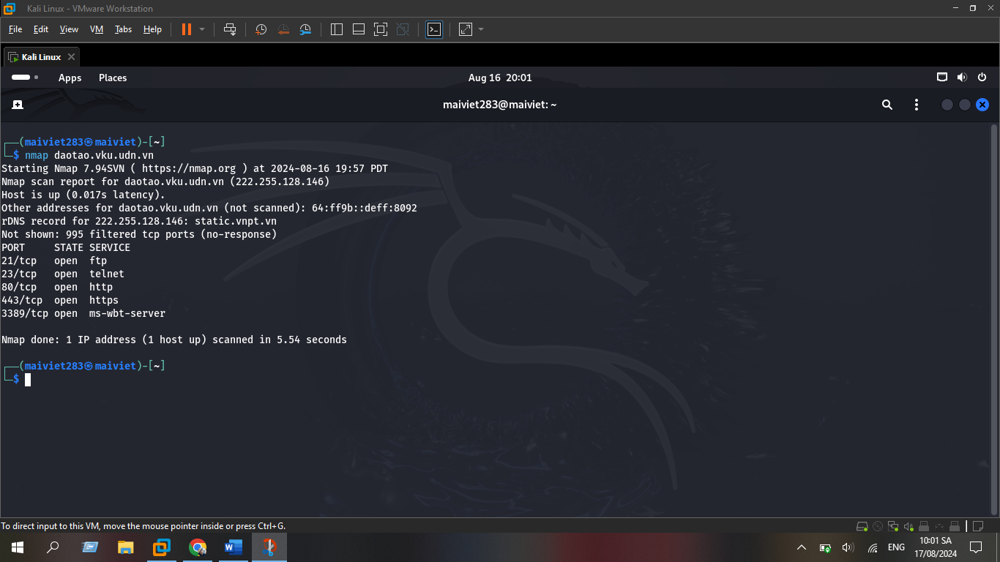 Kali Linux - VMware Workstation
File Edit View VM Tabs Help
Kali Linux
Apps Places Aug 16 20:01
maiviet283@maiviet: ~
┌──(maiviet283㉿maiviet)-[~]
└─$ nmap daotao.vku.udn.vn
Starting Nmap 7.94SVN ( https://nmap.org ) at 2024-08-16 19:57 PDT
Nmap scan report for daotao.vku.udn.vn (222.255.128.146)
Host is up (0.017s latency).
Other addresses for daotao.vku.udn.vn (not scanned): 64:ff9b::deff:8092
rDNS record for 222.255.128.146: static.vnpt.vn
Not shown: 995 filtered tcp ports (no-response)
PORT     STATE SERVICE
21/tcp   open  ftp
23/tcp   open  telnet
80/tcp   open  http
443/tcp  open  https
3389/tcp open  ms-wbt-server
Nmap done: 1 IP address (1 host up) scanned in 5.54 seconds
┌──(maiviet283㉿maiviet)-[~]
└─$
To direct input to this VM, move the mouse pointer inside or press Ctrl+G.
ENG 10:01 SA
17/08/2024